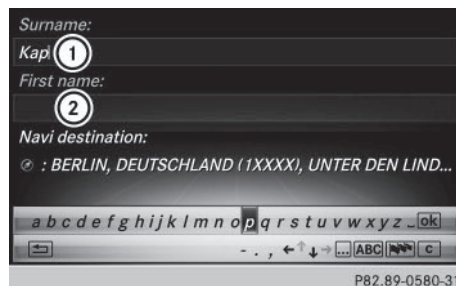 Surname:
Kap 1
First name:
2
Navi destination:
: BERLIN, DEUTSCHLAND (1XXXX), UNTER DEN LIND...
a b c d e f g h i j k l m n o p q r s t u v w x y z _ ok
- . , ←↑↓→ ... ABC C
P82.89-0580-31